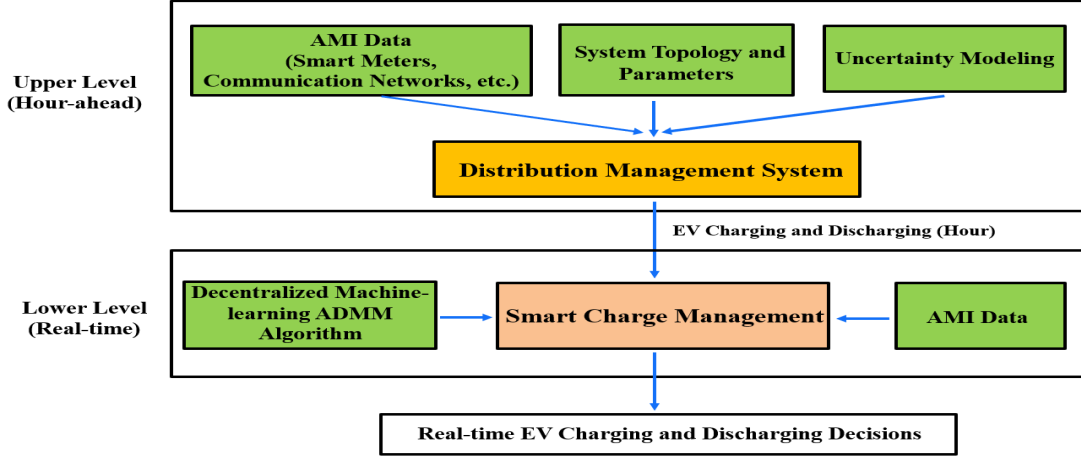 Upper Level
(Hour-ahead)
AMI Data
(Smart Meters,
Communication Networks, etc.)
System Topology and
Parameters
Uncertainty Modeling
Distribution Management System
EV Charging and Discharging (Hour)
Lower Level
(Real-time)
Decentralized Machine-
learning ADMM
Algorithm
Smart Charge Management
AMI Data
Real-time EV Charging and Discharging Decisions